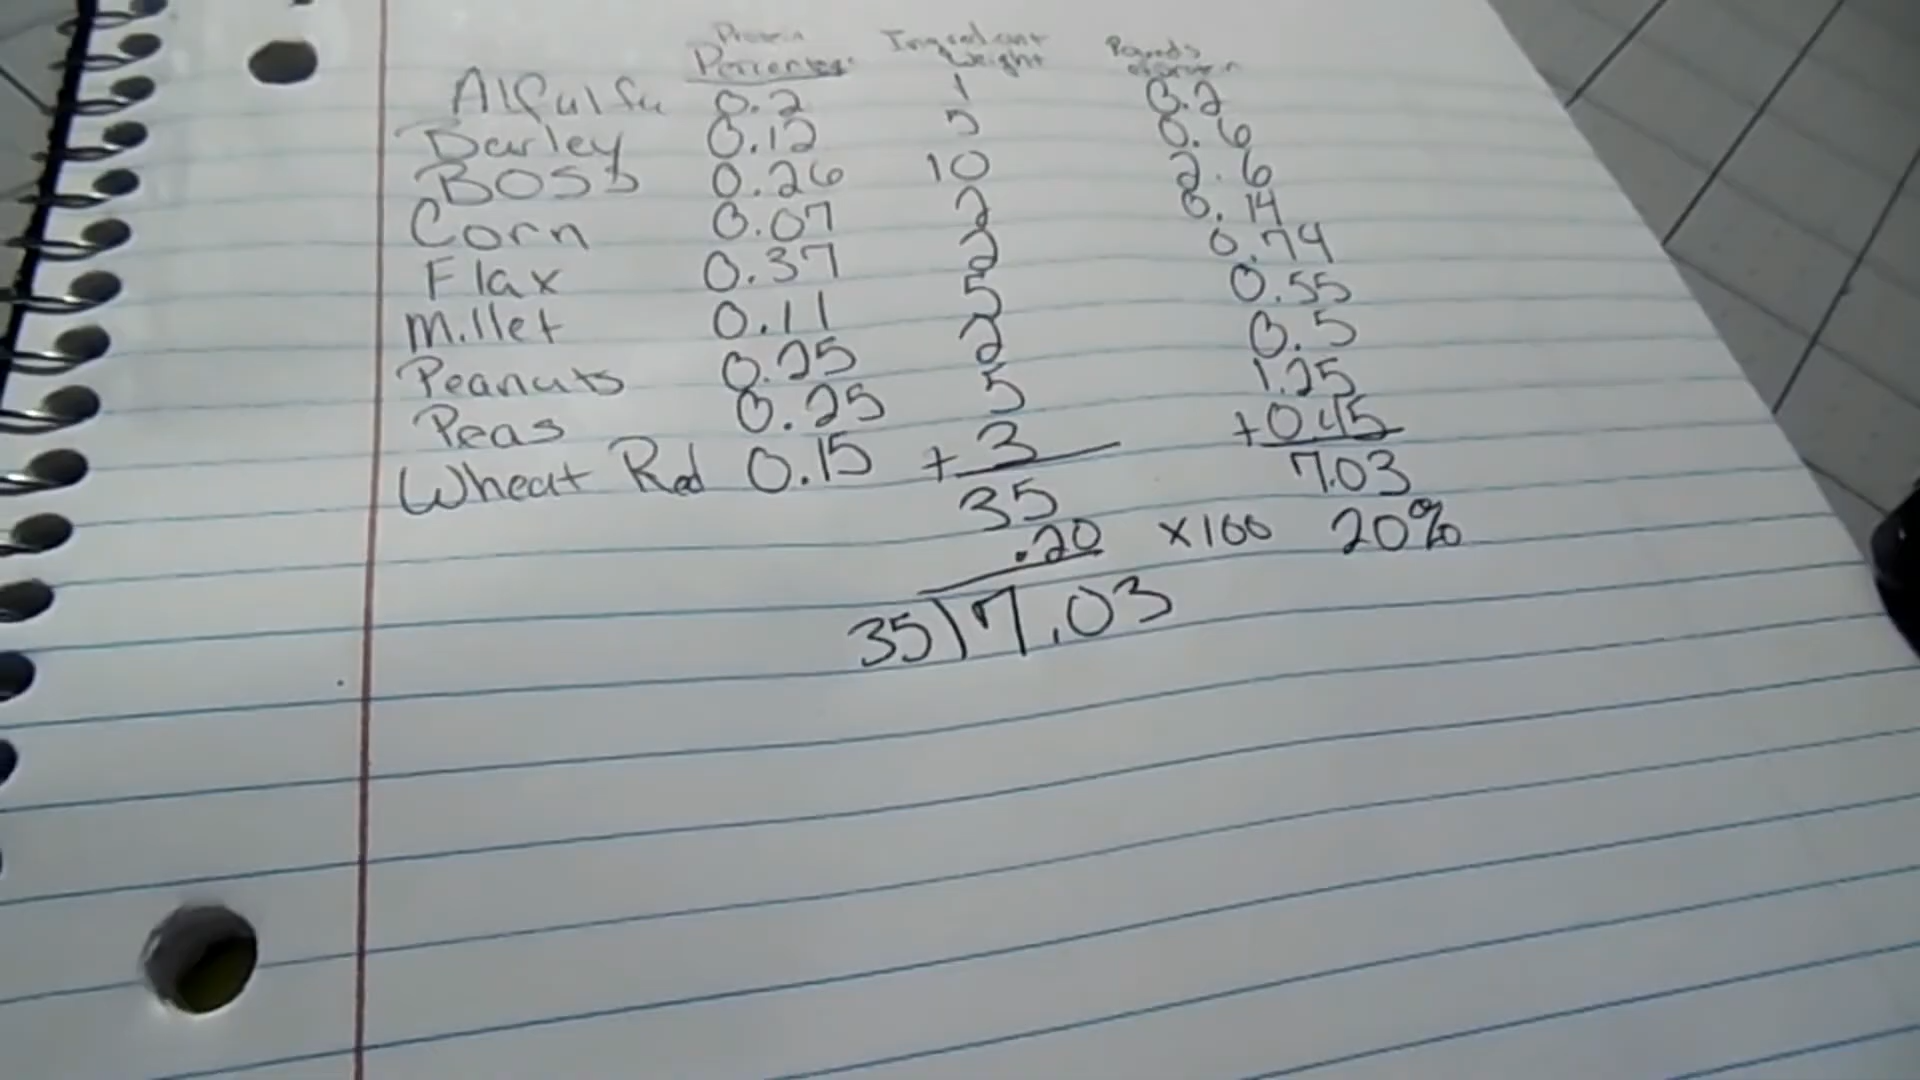 Protein Ingredient Pounds
Percentage Weight of protein
Alfulfa 0.2 1 0.2
Barley 0.12 5 0.6
BOSS 0.26 10 2.6
Corn 0.07 2 0.14
Flax 0.37 2 0.74
Millet 0.11 5 0.55
Peanuts 0.25 2 0.5
Peas 0.25 5 1.25
Wheat Red 0.15 + 3 + 0.45
35 7.03
.20 x100 20%
35)7.03